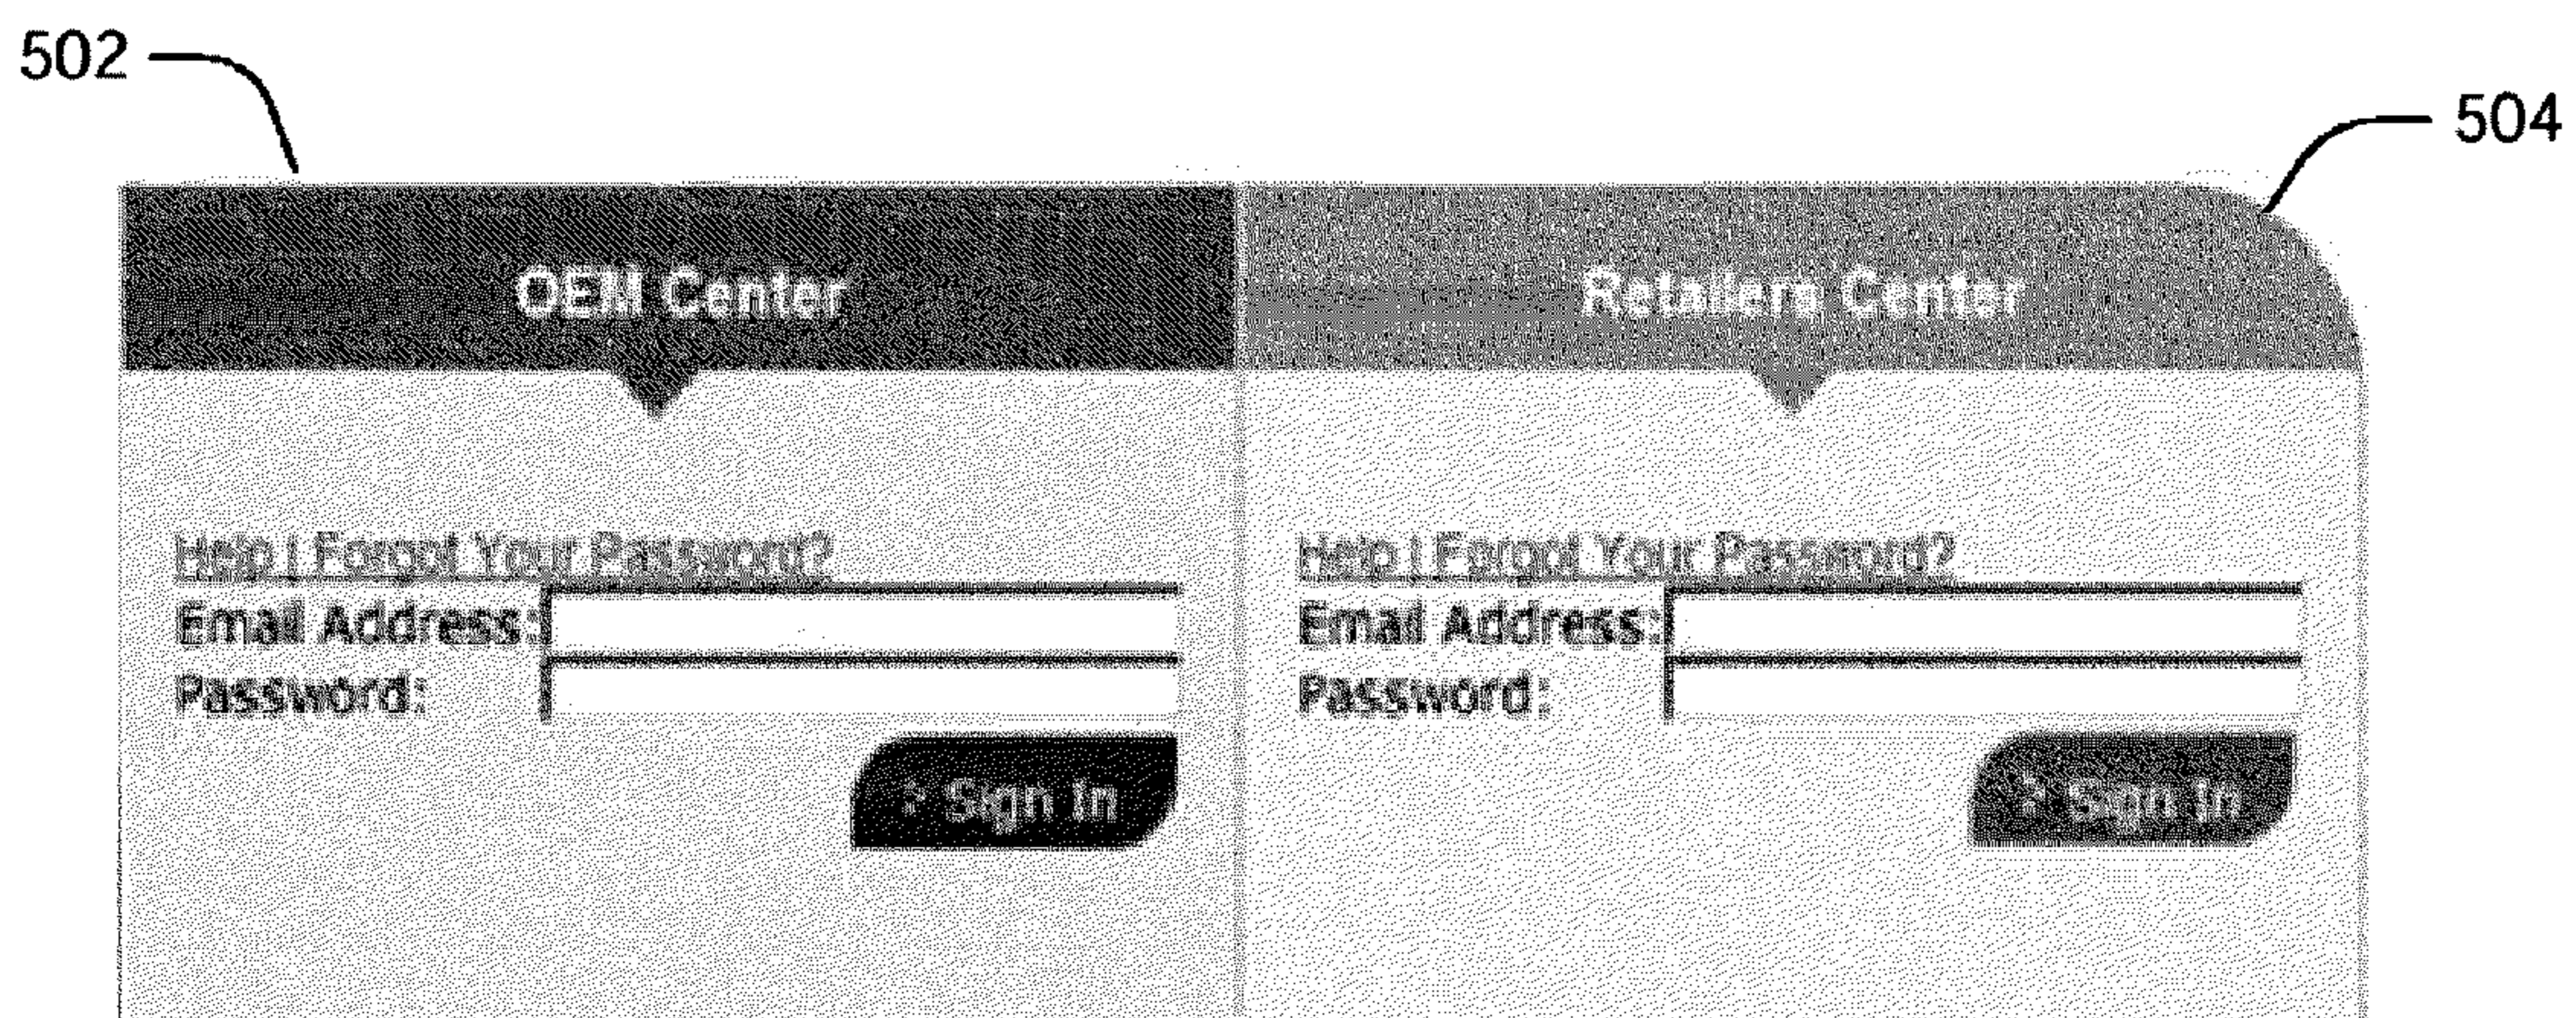 502
504
OEM Center
Retailers Center
Help | Forgot Your Password?
Email Address:
Password:
> Sign In
Help | Forgot Your Password?
Email Address:
Password:
> Sign In